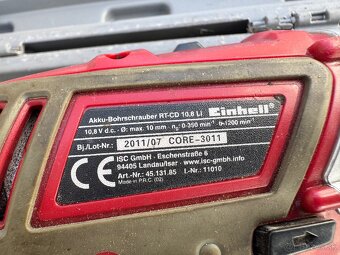 Akku-Bohrschrauber RT-CD 10,8 Li
Einhell®
10,8 V d.c. - Ø: max. 10 mm - n₀: 0-350 min⁻¹ 0-1200 min⁻¹
Bj./Lot-Nr.: 2011/07 CORE-3011
ISC GmbH - Eschenstraße 6
94405 Landau/Isar - www.isc-gmbh.info
Art.-Nr.: 45.131.85 I.-Nr.: 11010
Made in P.R.C. (02)
CE